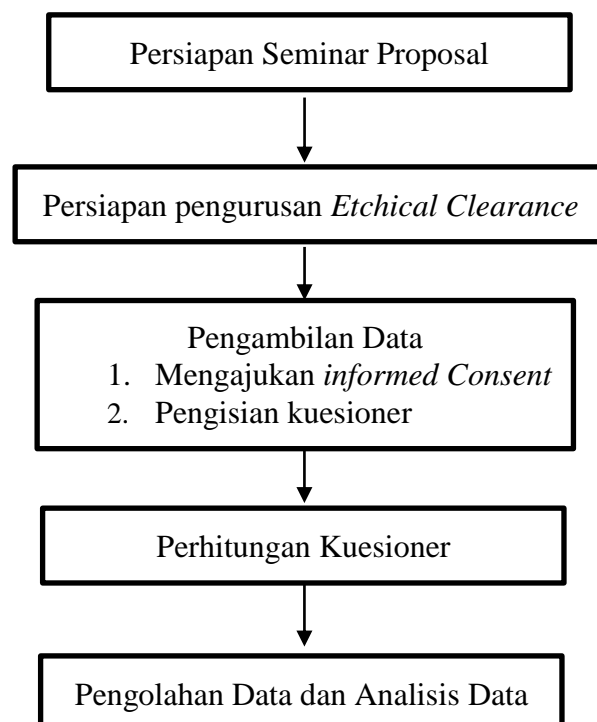 Persiapan Seminar Proposal
Persiapan pengurusan Etchical Clearance
Pengambilan Data
1. Mengajukan informed Consent
2. Pengisian kuesioner
Perhitungan Kuesioner
Pengolahan Data dan Analisis Data